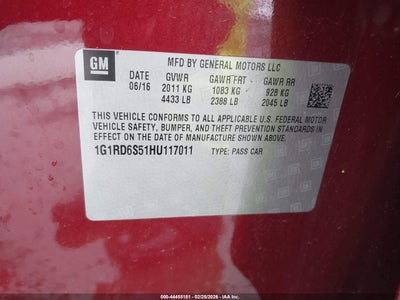 GM
MFD BY GENERAL MOTORS LLC
DATE GVWR GAWR FRT GAWR RR
06/16 2011 KG 1083 KG 928 KG
4433 LB 2388 LB 2045 LB
THIS VEHICLE CONFORMS TO ALL APPLICABLE U.S. FEDERAL MOTOR
VEHICLE SAFETY, BUMPER, AND THEFT PREVENTION STANDARDS IN
EFFECT ON THE DATE OF MANUFACTURE SHOWN ABOVE.
1G1RD6S51HU117011 TYPE: PASS CAR
000-44455181 - 02/25/2026 - IAA Inc.